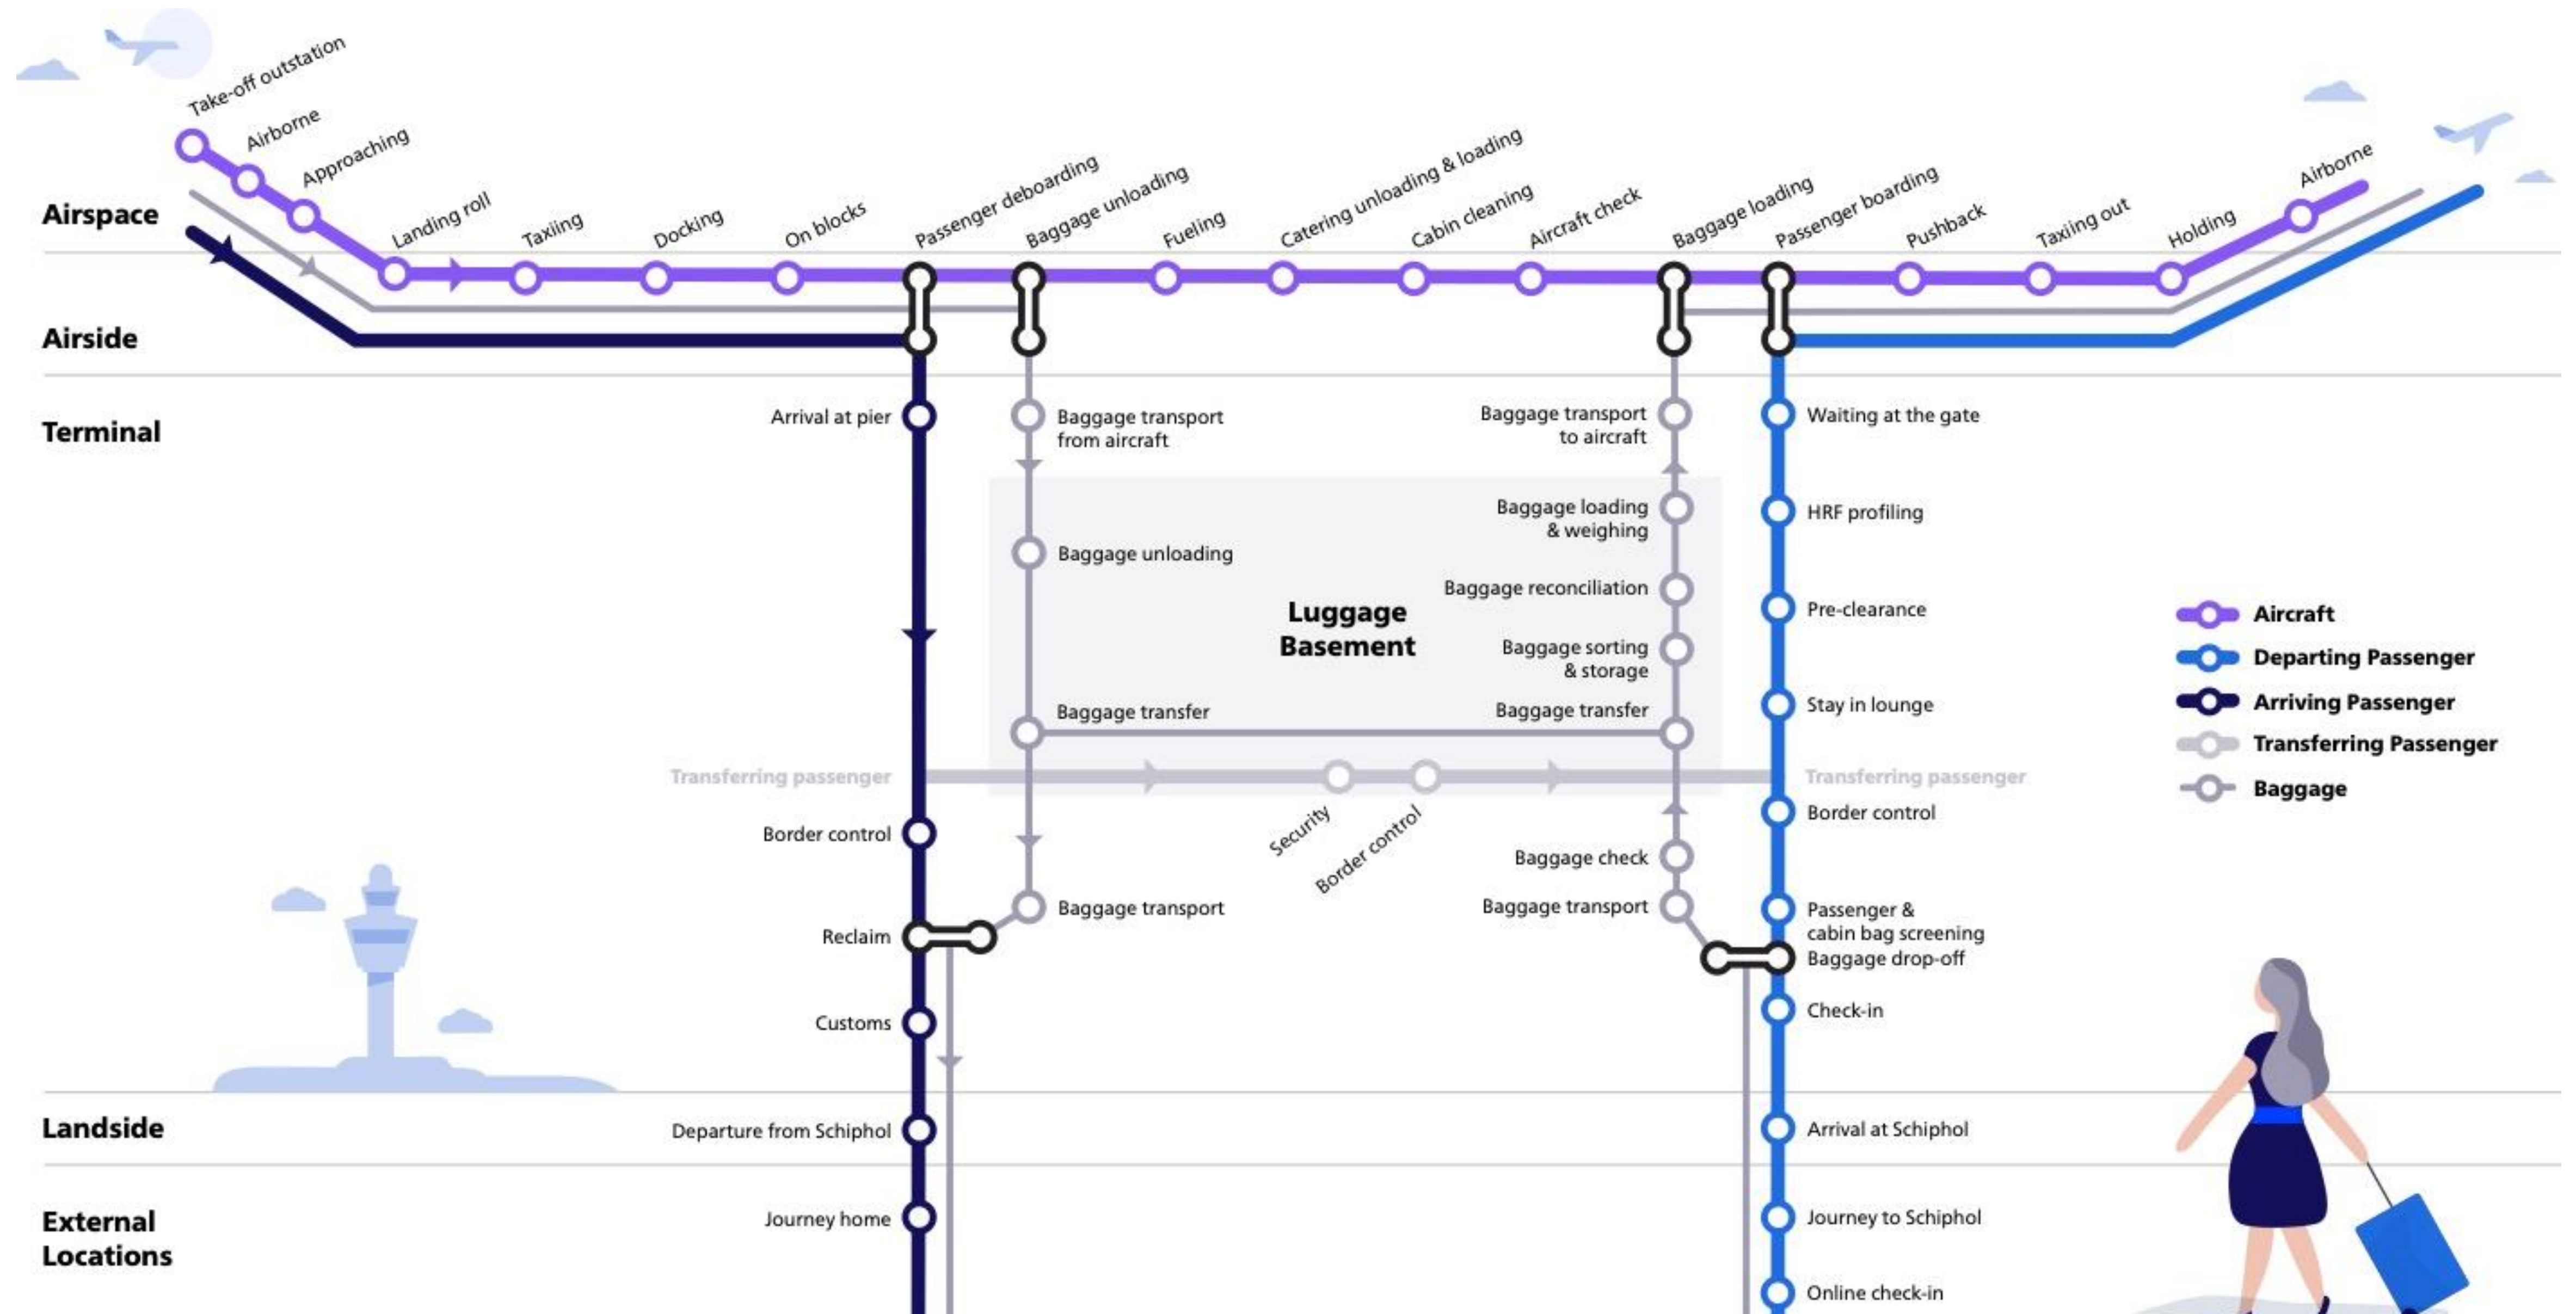 Take-off outstation
Airborne
Approaching
Landing roll
Taxiing
Docking
On blocks
Passenger deboarding
Baggage unloading
Fueling
Catering unloading & loading
Cabin cleaning
Aircraft check
Baggage loading
Passenger boarding
Pushback
Taxiing out
Holding
Airborne
Airspace
Airside
Terminal
Arrival at pier
Baggage transport
from aircraft
Baggage transport
to aircraft
Waiting at the gate
Baggage loading
& weighing
HRF profiling
Baggage unloading
Baggage reconciliation
Luggage
Basement
Pre-clearance
Baggage sorting
& storage
Baggage transfer
Baggage transfer
Stay in lounge
Aircraft
Departing Passenger
Arriving Passenger
Transferring Passenger
Baggage
Transferring passenger
Transferring passenger
Security
Border control
Border control
Border control
Baggage check
Baggage transport
Baggage transport
Passenger &
cabin bag screening
Reclaim
Baggage drop-off
Customs
Check-in
Landside
Departure from Schiphol
Arrival at Schiphol
External
Locations
Journey home
Journey to Schiphol
Online check-in